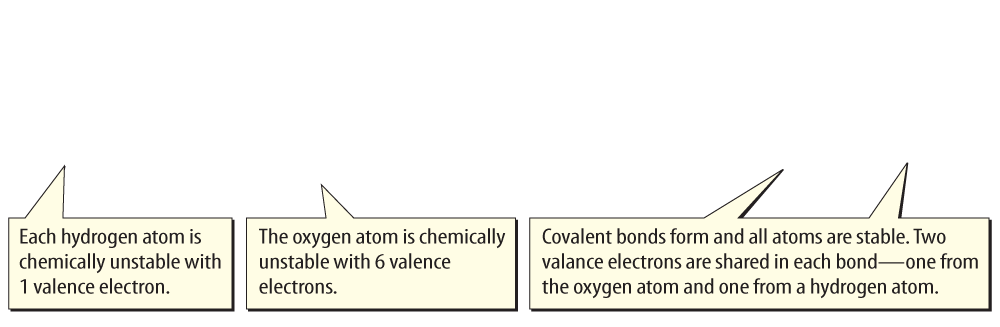 Each hydrogen atom is
chemically unstable with
1 valence electron.
The oxygen atom is chemically
unstable with 6 valence
electrons.
Covalent bonds form and all atoms are stable. Two
valance electrons are shared in each bond—one from
the oxygen atom and one from a hydrogen atom.